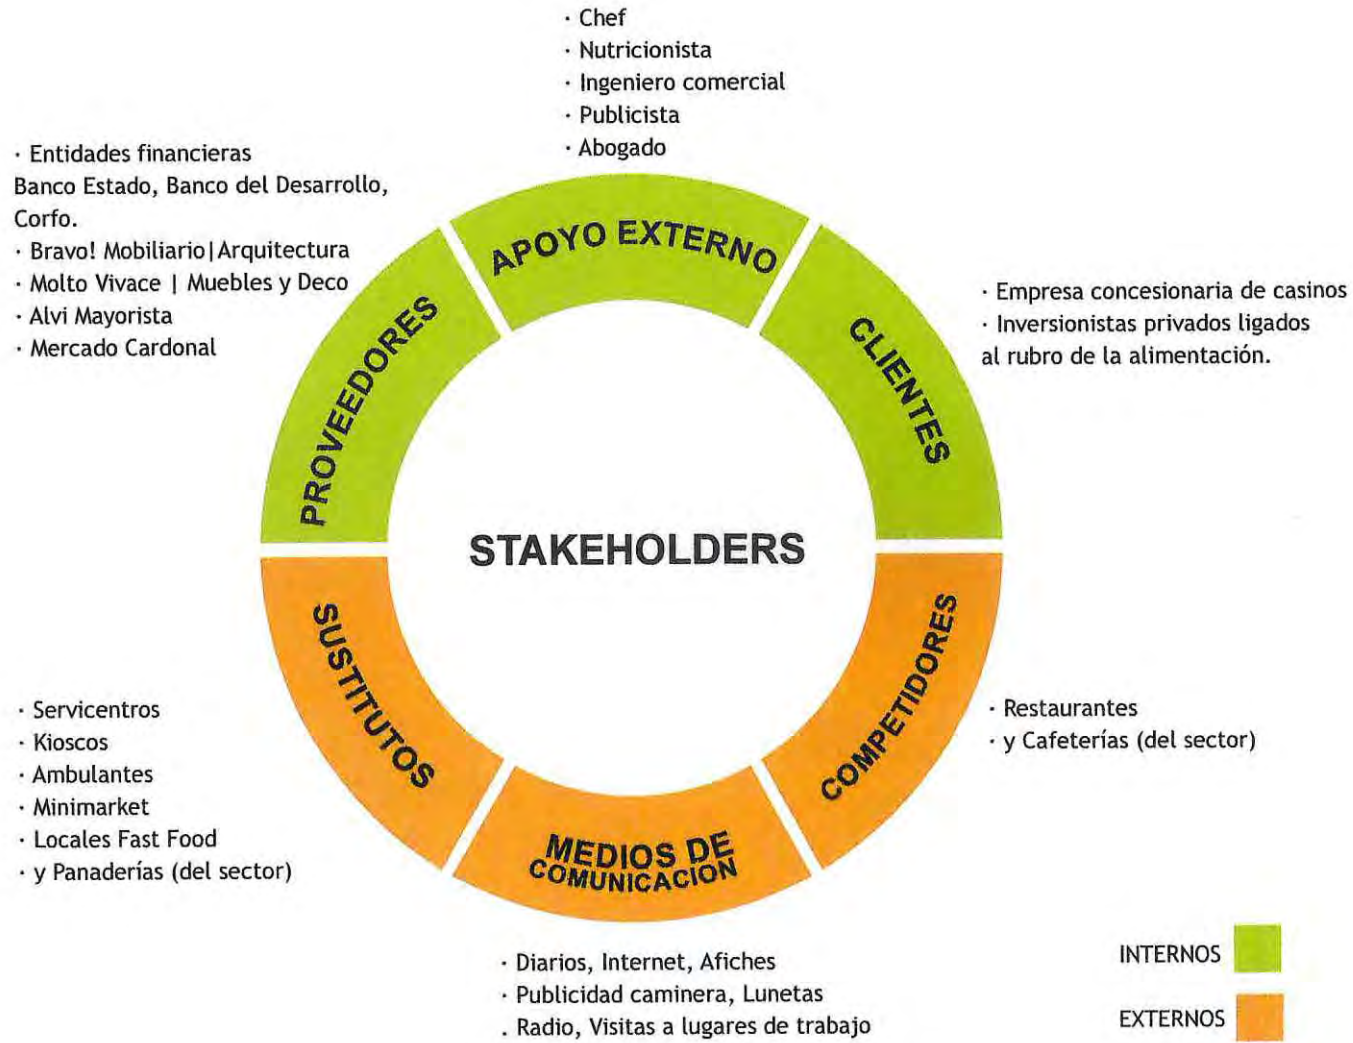 · Chef
· Nutricionista
· Ingeniero comercial
· Publicista
· Abogado
· Entidades financieras
Banco Estado, Banco del Desarrollo,
Corfo.
· Bravo! Mobiliario|Arquitectura
· Molto Vivace | Muebles y Deco
· Alvi Mayorista
· Mercado Cardonal
APOYO EXTERNO
PROVEEDORES
CLIENTES
· Empresa concesionaria de casinos
· Inversionistas privados ligados
al rubro de la alimentación.
STAKEHOLDERS
SUSTITUTOS
COMPETIDORES
· Servicentros
· Kioscos
· Ambulantes
· Minimarket
· Locales Fast Food
· y Panaderías (del sector)
· Restaurantes
· y Cafeterías (del sector)
MEDIOS DE
COMUNICACION
· Diarios, Internet, Afiches
· Publicidad caminera, Lunetas
. Radio, Visitas a lugares de trabajo
INTERNOS
EXTERNOS